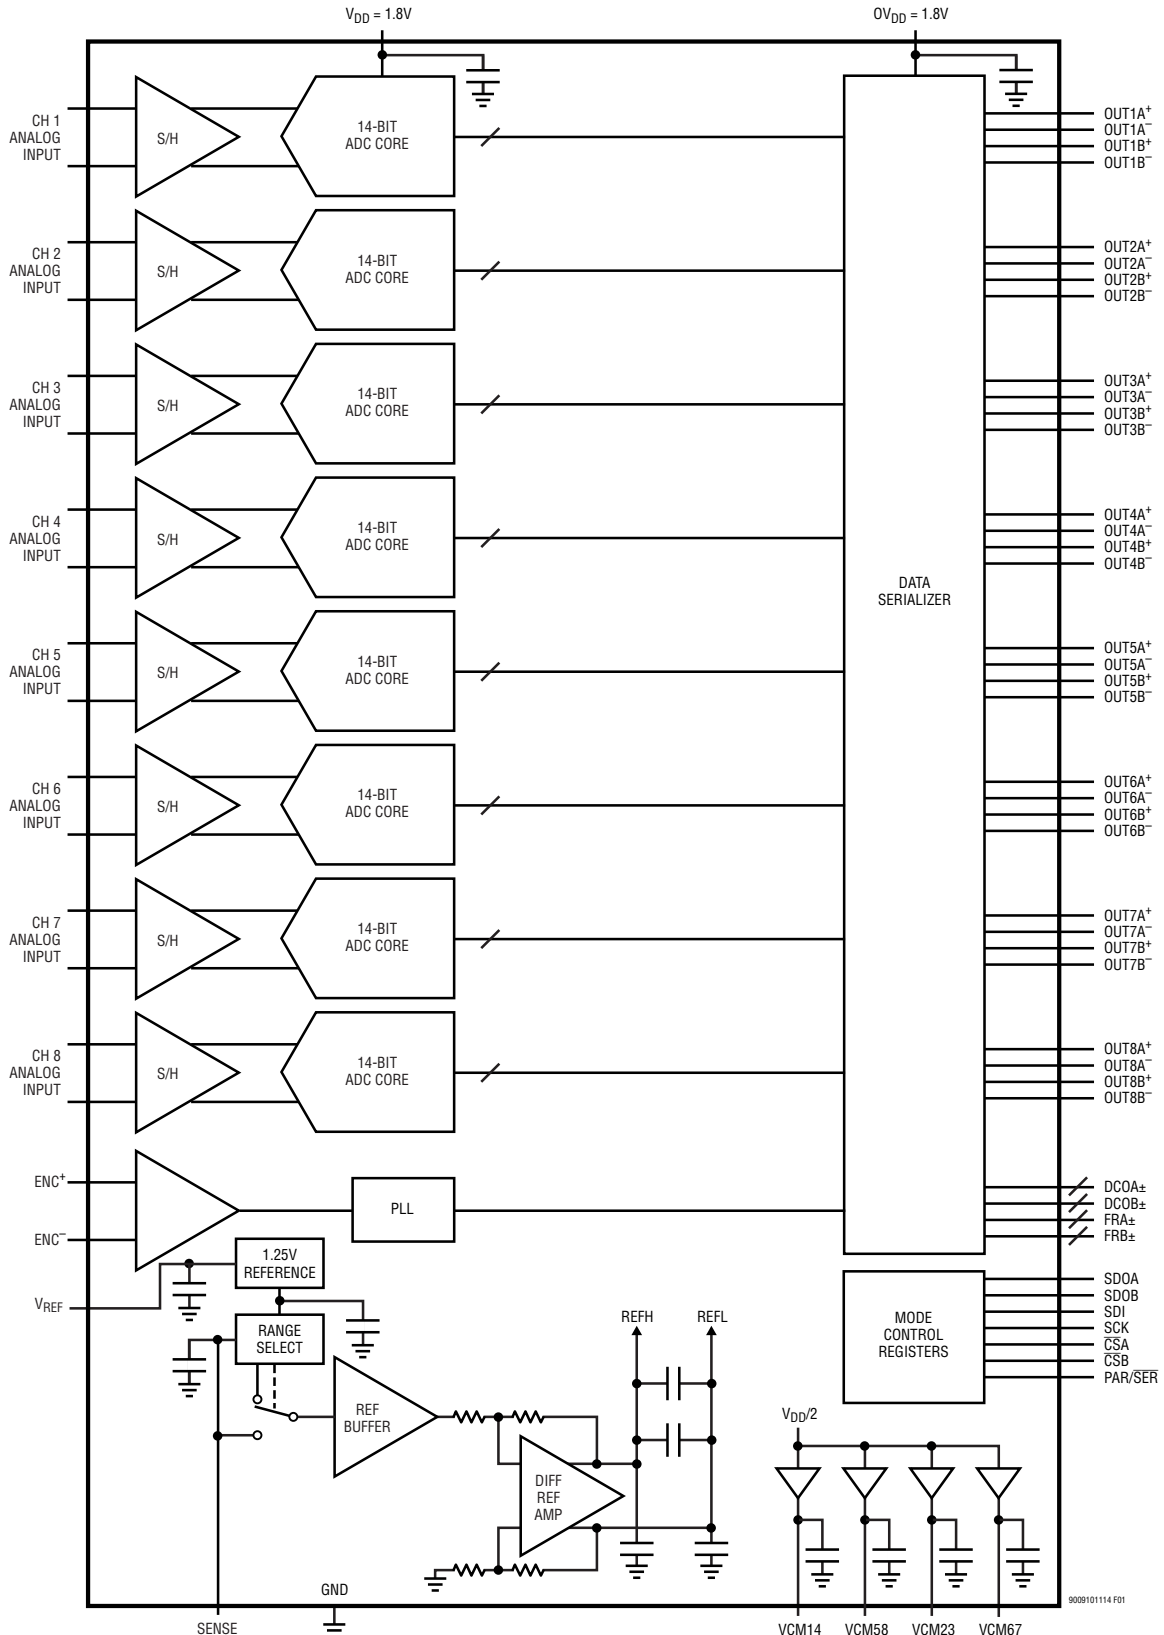 V_DD = 1.8V
OV_DD = 1.8V
CH 1
ANALOG
INPUT
S/H
14-BIT
ADC CORE
OUT1A⁺
OUT1A⁻
OUT1B⁺
OUT1B⁻
CH 2
ANALOG
INPUT
S/H
14-BIT
ADC CORE
OUT2A⁺
OUT2A⁻
OUT2B⁺
OUT2B⁻
CH 3
ANALOG
INPUT
S/H
14-BIT
ADC CORE
OUT3A⁺
OUT3A⁻
OUT3B⁺
OUT3B⁻
CH 4
ANALOG
INPUT
S/H
14-BIT
ADC CORE
OUT4A⁺
OUT4A⁻
OUT4B⁺
OUT4B⁻
DATA
SERIALIZER
CH 5
ANALOG
INPUT
S/H
14-BIT
ADC CORE
OUT5A⁺
OUT5A⁻
OUT5B⁺
OUT5B⁻
CH 6
ANALOG
INPUT
S/H
14-BIT
ADC CORE
OUT6A⁺
OUT6A⁻
OUT6B⁺
OUT6B⁻
CH 7
ANALOG
INPUT
S/H
14-BIT
ADC CORE
OUT7A⁺
OUT7A⁻
OUT7B⁺
OUT7B⁻
CH 8
ANALOG
INPUT
S/H
14-BIT
ADC CORE
OUT8A⁺
OUT8A⁻
OUT8B⁺
OUT8B⁻
ENC⁺
ENC⁻
PLL
DCOA±
DCOB±
FRA±
FRB±
1.25V
REFERENCE
V_REF
RANGE
SELECT
REFH
REFL
REF
BUFFER
DIFF
REF
AMP
MODE
CONTROL
REGISTERS
SDOA
SDOB
SDI
SCK
C̅S̅A
C̅S̅B
PAR/S̅E̅R̅
V_DD/2
GND
SENSE
VCM14
VCM58
VCM23
VCM67
9009101114 F01